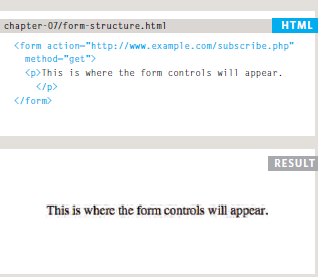 chapter-07/form-structure.html HTML
<form action="http://www.example.com/subscribe.php"
method="get">
<p>This is where the form controls will appear.
</p>
</form>
RESULT
This is where the form controls will appear.